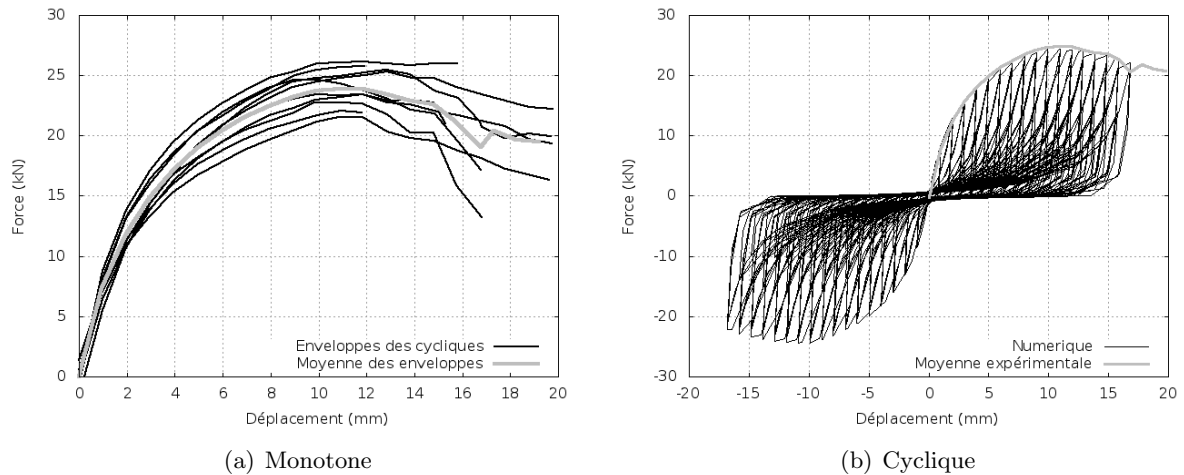 30
25
20
15
10
5
0
0 2 4 6 8 10 12 14 16 18 20
Force (kN)
Déplacement (mm)
Enveloppes des cycliques
Moyenne des enveloppes
(a) Monotone
30
20
10
0
-10
-20
-30
-20 -15 -10 -5 0 5 10 15 20
Force (kN)
Déplacement (mm)
Numerique
Moyenne expérimentale
(b) Cyclique